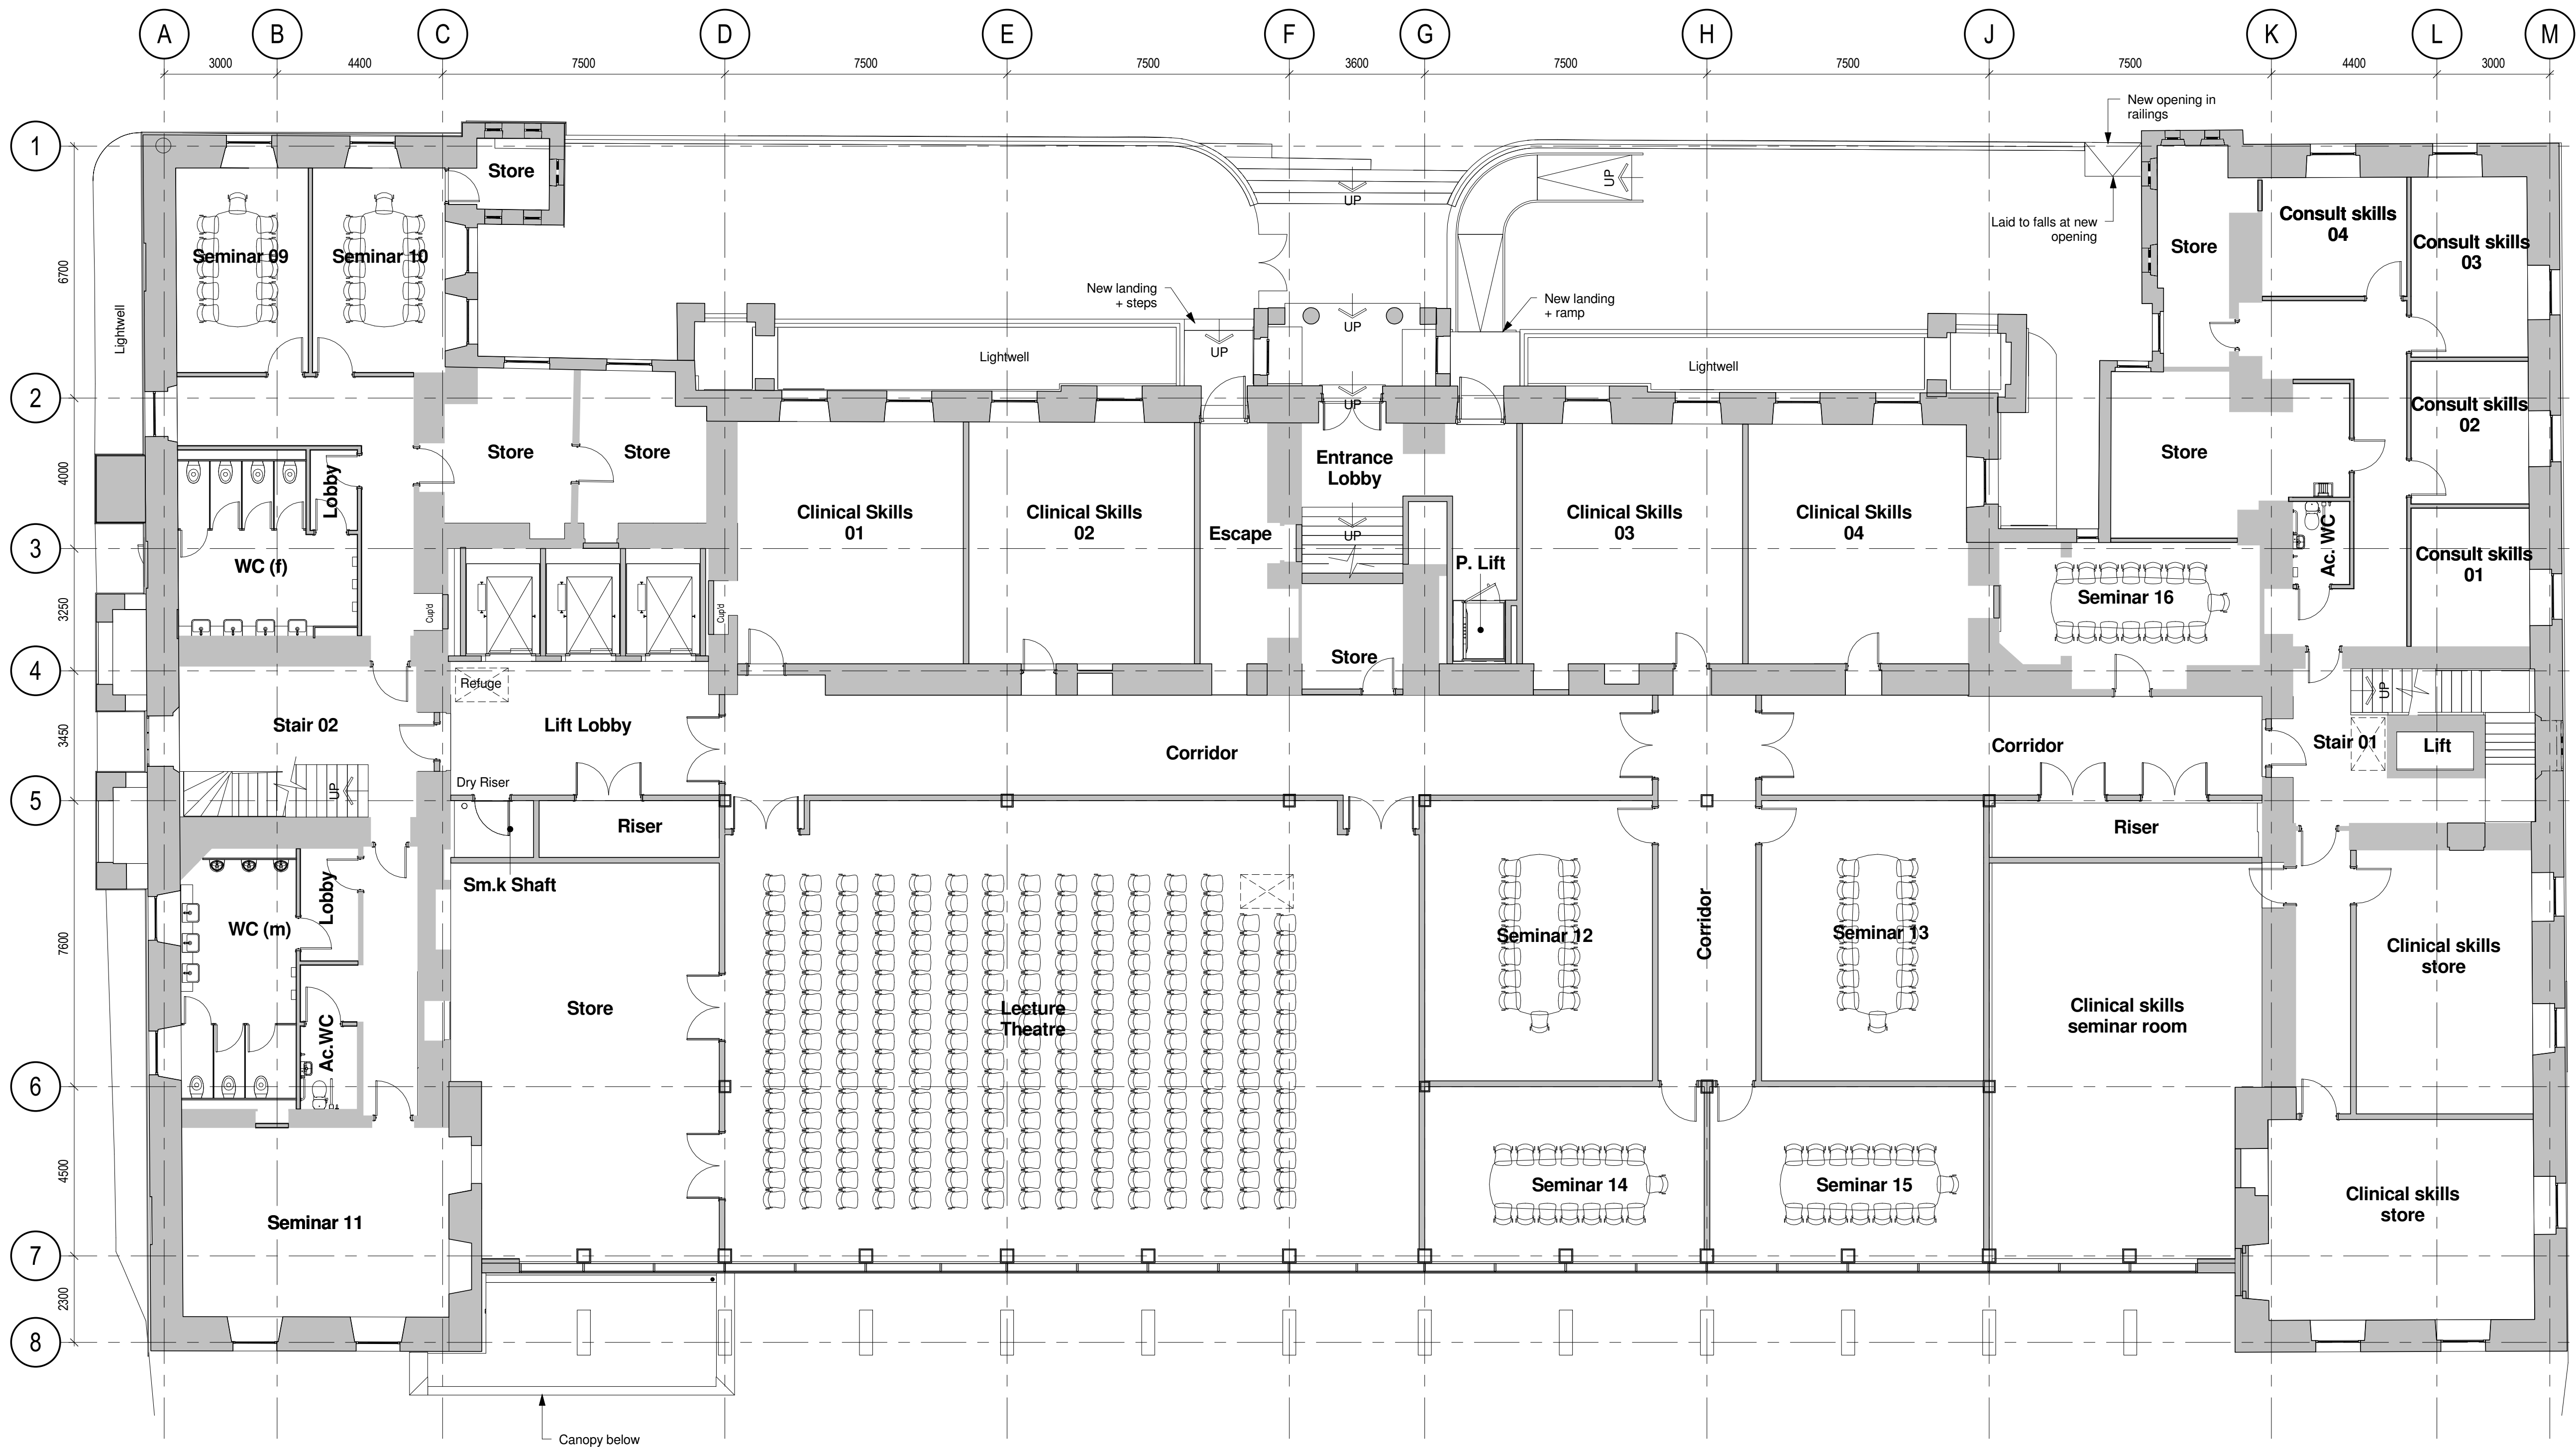 A B C D E F G H J K L M
3000 4400 7500 7500 7500 3600 7500 7500 7500 4400 3000
New opening in
railings
1
Store
Laid to falls at new
opening
Consult skills
04
Consult skills
03
Store
UP
UP
6700
Seminar 09
Seminar 10
Lightwell
New landing
+ steps
New landing
+ ramp
UP
UP
Lightwell
Lightwell
2
UP
Consult skills
02
Store
Store
Store
Lobby
4000
Entrance
Lobby
Clinical Skills
01
Clinical Skills
02
Escape
Clinical Skills
03
Clinical Skills
04
UP
3
WC (f)
P. Lift
Ac. WC
Consult skills
01
Seminar 16
3250
Cup'd
Cup'd
Store
4
Refuge
UP
3450
Stair 02
Lift Lobby
Corridor
Corridor
Stair 01
Lift
Dry Riser
UP
5
Riser
Riser
Sm.k Shaft
Lobby
WC (m)
7600
Seminar 12
Corridor
Seminar 13
Clinical skills
store
Store
Lecture
Theatre
Clinical skills
seminar room
Ac.WC
6
4500
Seminar 14
Seminar 15
Clinical skills
store
Seminar 11
7
2300
8
Canopy below